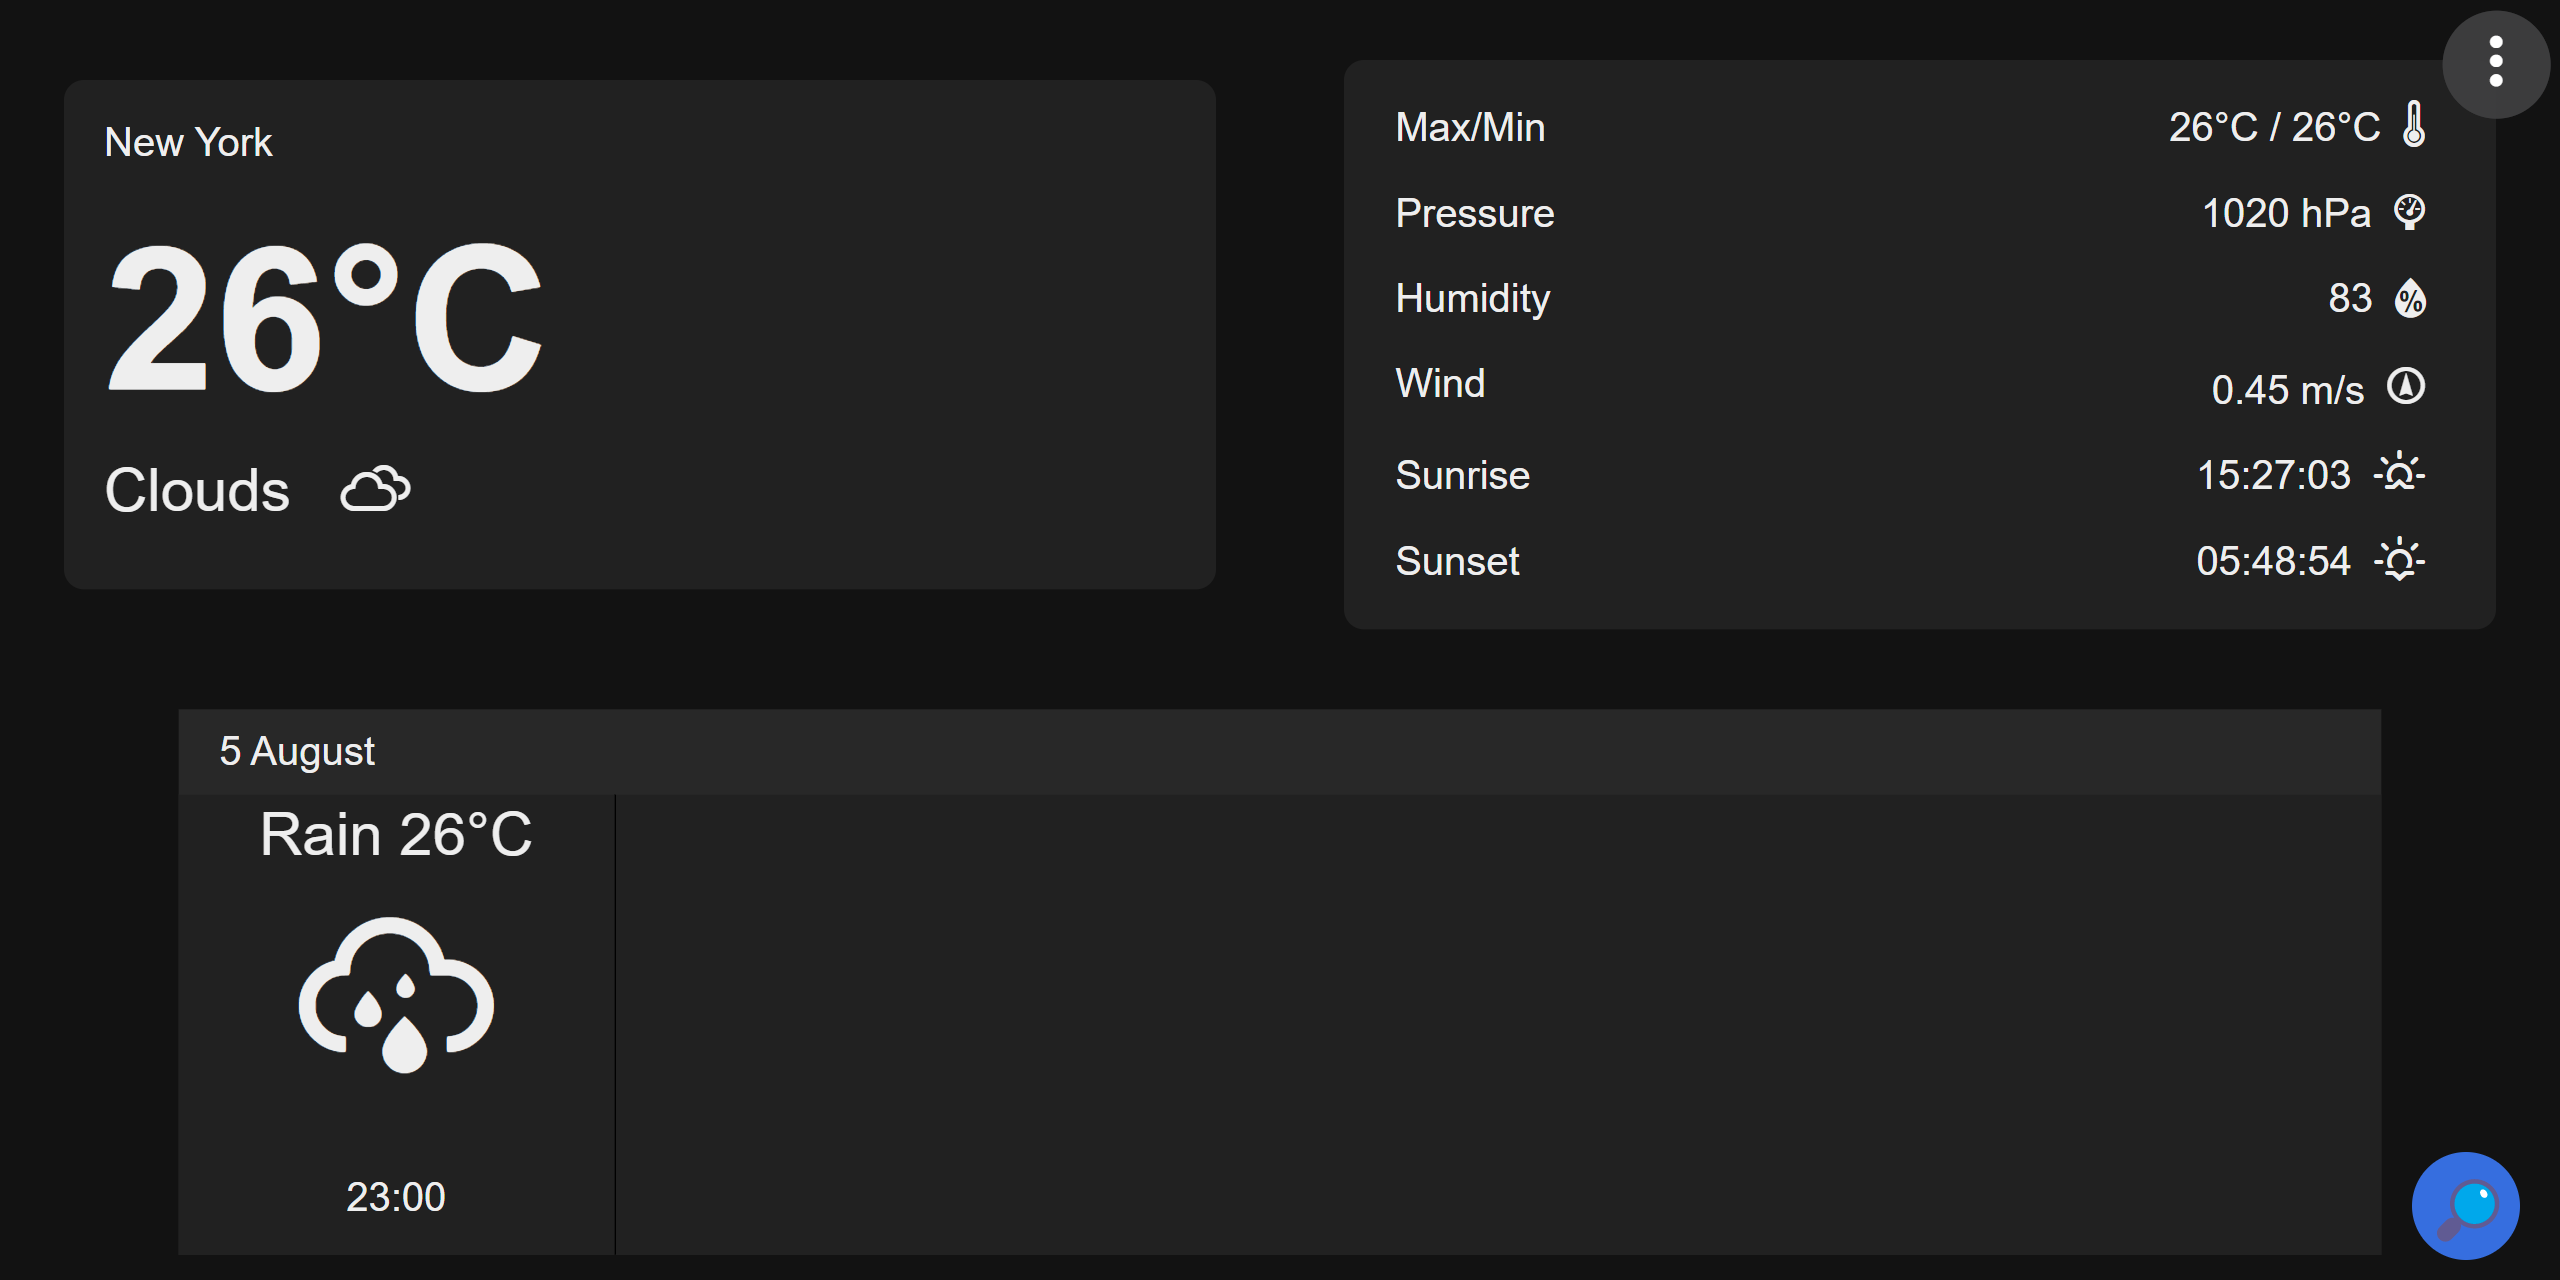 New York
26°C
Clouds
Max/Min 26°C / 26°C
Pressure 1020 hPa
Humidity 83 %
Wind 0.45 m/s
Sunrise 15:27:03
Sunset 05:48:54
5 August
Rain 26°C
23:00